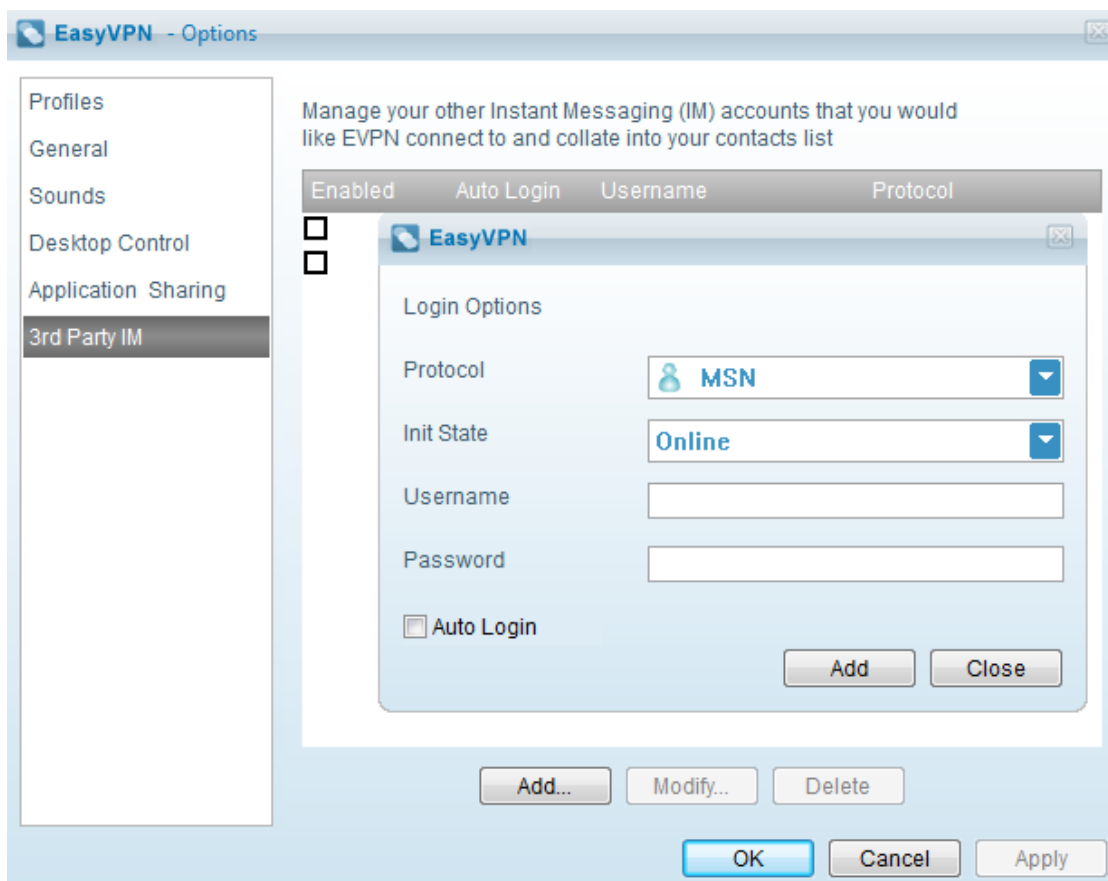 EasyVPN - Options
Profiles
General
Sounds
Desktop Control
Application Sharing
3rd Party IM
Manage your other Instant Messaging (IM) accounts that you would
like EVPN connect to and collate into your contacts list
Enabled Auto Login Username Protocol
EasyVPN
Login Options
Protocol MSN
Init State Online
Username
Password
Auto Login
Add Close
Add... Modify... Delete
OK Cancel Apply